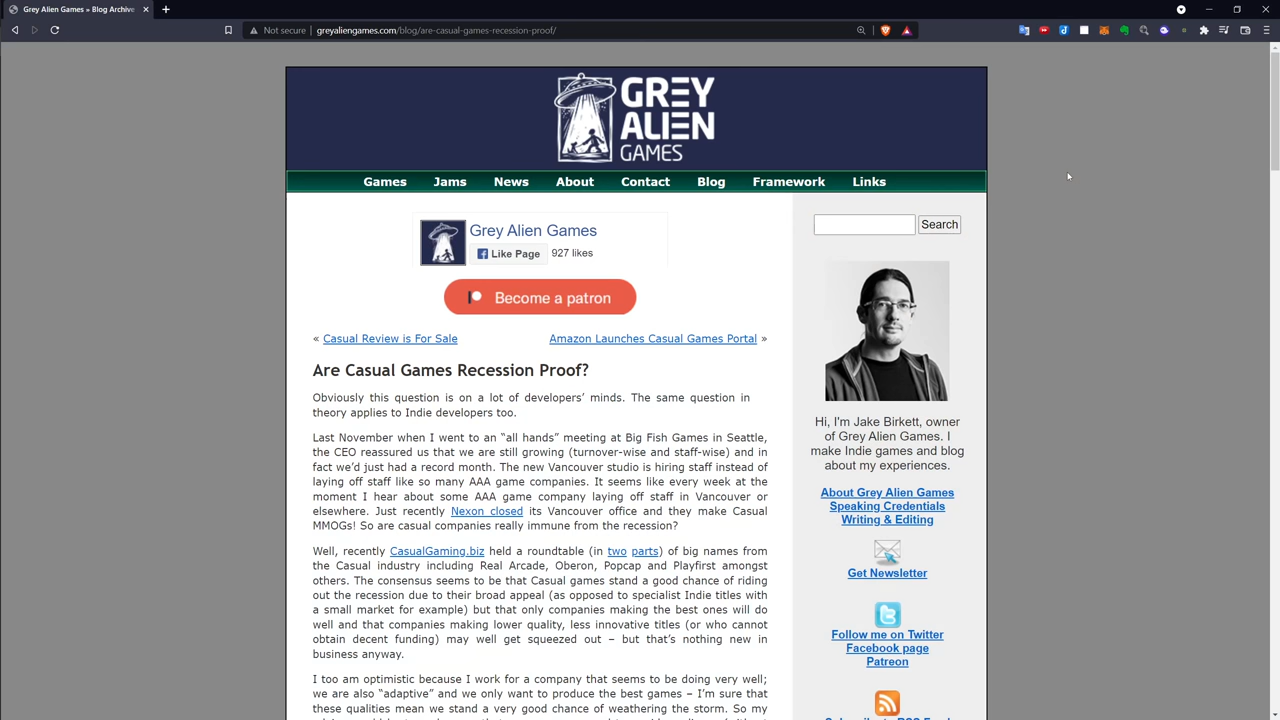 Grey Alien Games » Blog Archive
Not secure
greyaliengames.com/blog/are-casual-games-recession-proof/
GREY
ALIEN
GAMES
Games Jams News About Contact Blog Framework Links
Grey Alien Games
Like Page 927 likes
Become a patron
« Casual Review is For Sale
Amazon Launches Casual Games Portal »
Are Casual Games Recession Proof?
Obviously this question is on a lot of developers’ minds. The same question in
theory applies to Indie developers too.
Last November when I went to an “all hands” meeting at Big Fish Games in Seattle,
the CEO reassured us that we are still growing (turnover-wise and staff-wise) and in
fact we’d just had a record month. The new Vancouver studio is hiring staff instead of
laying off staff like so many AAA game companies. It seems like every week at the
moment I hear about some AAA game company laying off staff in Vancouver or
elsewhere. Just recently Nexon closed its Vancouver office and they make Casual
MMOGs! So are casual companies really immune from the recession?
Well, recently CasualGaming.biz held a roundtable (in two parts) of big names from
the Casual industry including Real Arcade, Oberon, Popcap and Playfirst amongst
others. The consensus seems to be that Casual games stand a good chance of riding
out the recession due to their broad appeal (as opposed to specialist Indie titles with
a small market for example) but that only companies making the best ones will do
well and that companies making lower quality, less innovative titles (or who cannot
obtain decent funding) may well get squeezed out – but that’s nothing new in
business anyway.
I too am optimistic because I work for a company that seems to be doing very well;
we are also “adaptive” and we only want to produce the best games – I’m sure that
these qualities mean we stand a very good chance of weathering the storm. So my
Search
Hi, I'm Jake Birkett, owner
of Grey Alien Games. I
make Indie games and blog
about my experiences.
About Grey Alien Games
Speaking Credentials
Writing & Editing
Get Newsletter
Follow me on Twitter
Facebook page
Patreon